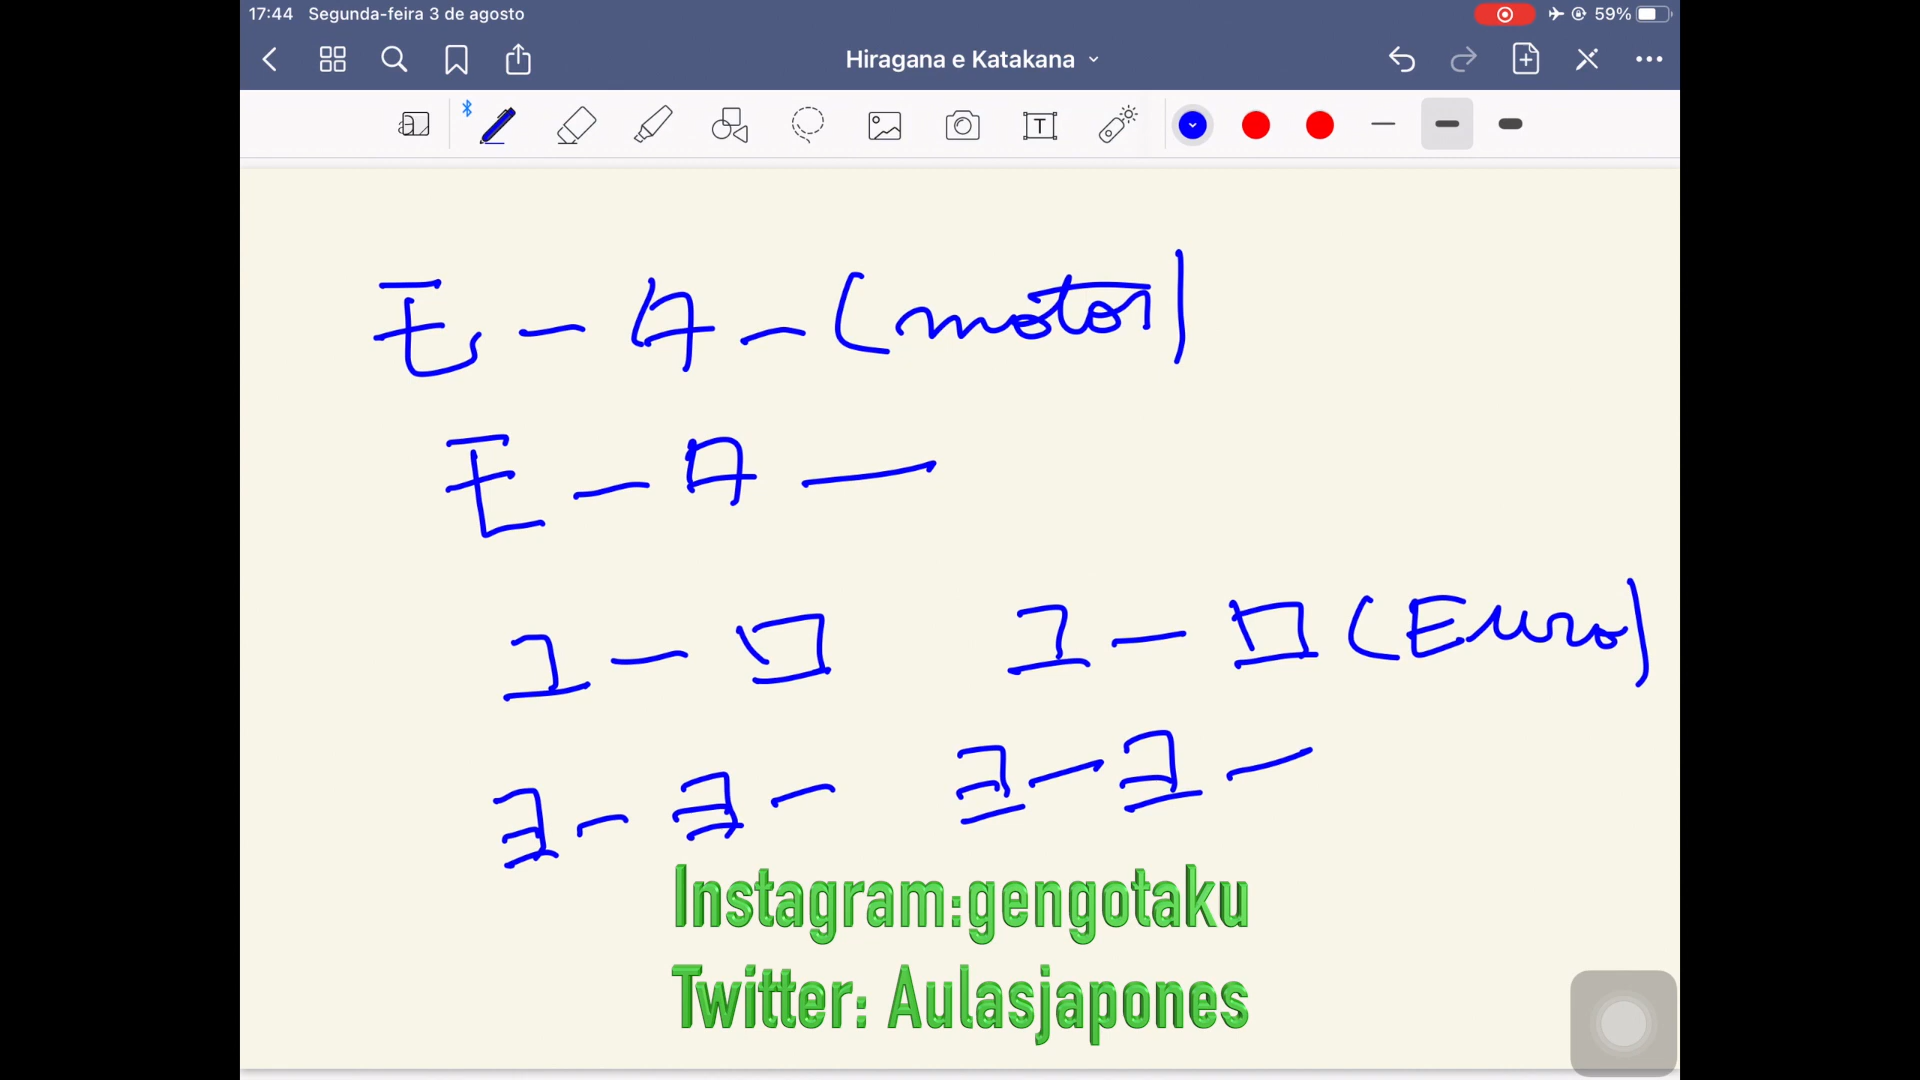 17:44 Segunda-feira 3 de agosto 59%
Hiragana e Katakana
モーター(motor)
モーター
ユーロ ユーロ (Euro)
ヨーヨー ヨーヨー
Instagram:gengotaku
Twitter: Aulasjapones